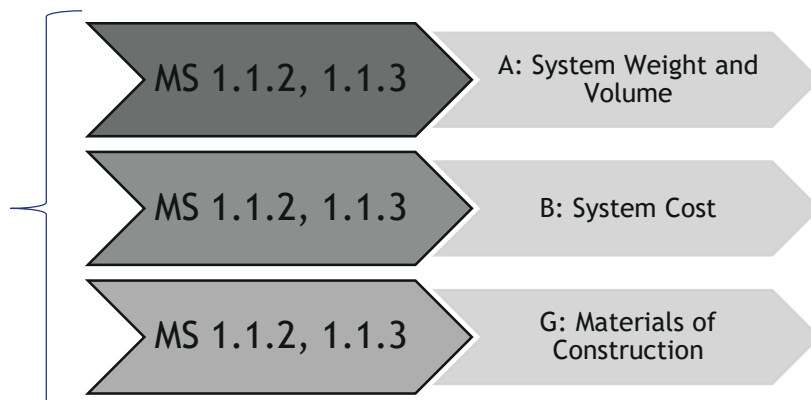 MS 1.1.2, 1.1.3
A: System Weight and
Volume
MS 1.1.2, 1.1.3
B: System Cost
MS 1.1.2, 1.1.3
G: Materials of
Construction